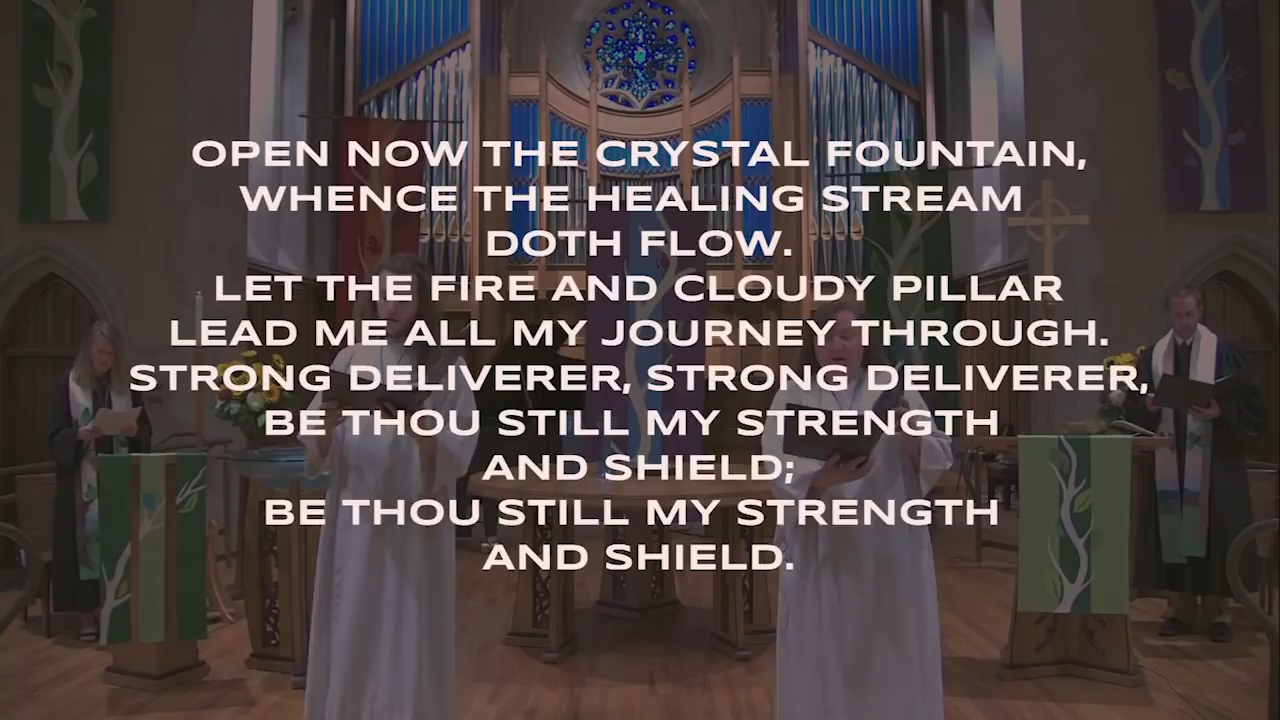 OPEN NOW THE CRYSTAL FOUNTAIN,
WHENCE THE HEALING STREAM
DOTH FLOW.
LET THE FIRE AND CLOUDY PILLAR
LEAD ME ALL MY JOURNEY THROUGH.
STRONG DELIVERER, STRONG DELIVERER,
BE THOU STILL MY STRENGTH
AND SHIELD;
BE THOU STILL MY STRENGTH
AND SHIELD.